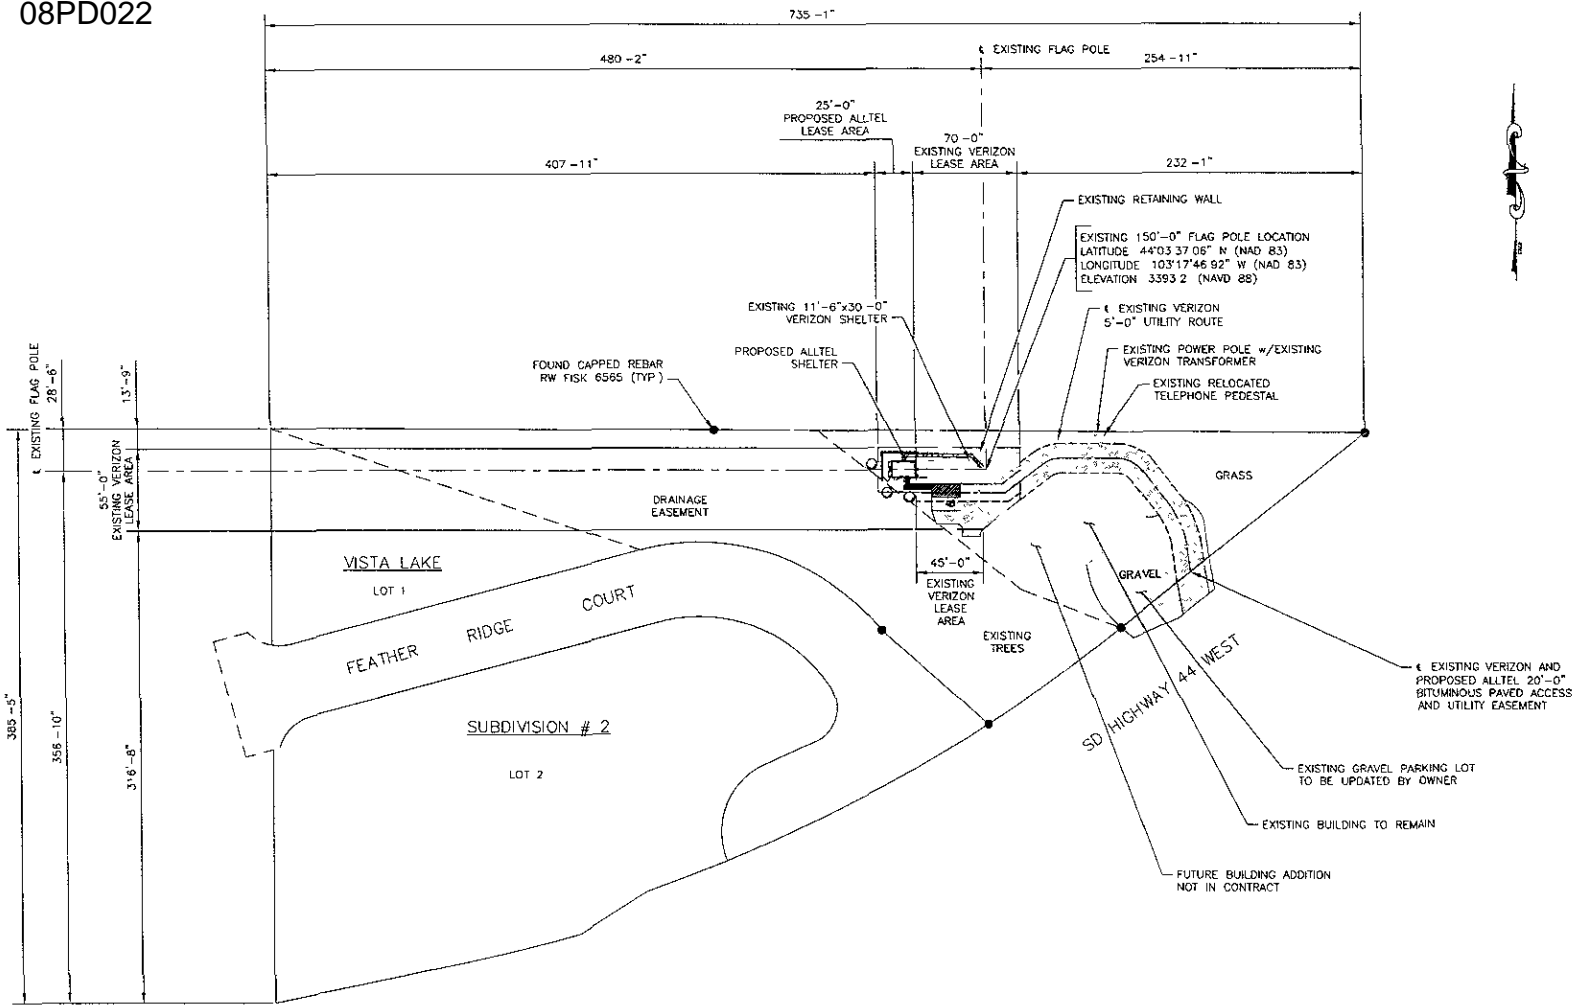 08PD022
735-1"
¢ EXISTING FLAG POLE
480-2"
254-11"
25'-0"
PROPOSED ALLTEL
LEASE AREA
70-0"
EXISTING VERIZON
LEASE AREA
407-11"
232-1"
EXISTING RETAINING WALL
EXISTING 150'-0" FLAG POLE LOCATION
LATITUDE 44°03 37 06" N (NAD 83)
LONGITUDE 103°17'46 92" W (NAD 83)
ELEVATION 3393 2 (NAVD 88)
EXISTING 11'-6"x30-0"
VERIZON SHELTER
¢ EXISTING VERIZON
5'-0" UTILITY ROUTE
PROPOSED ALLTEL
SHELTER
EXISTING POWER POLE w/EXISTING
VERIZON TRANSFORMER
FOUND CAPPED REBAR
RW FISK 6565 (TYP)
EXISTING RELOCATED
TELEPHONE PEDESTAL
¢ EXISTING FLAG POLE
28'-6"
13'-9"
55'-0"
EXISTING VERIZON
LEASE AREA
GRASS
DRAINAGE
EASEMENT
VISTA LAKE
LOT 1
45'-0"
EXISTING
VERIZON
LEASE
AREA
GRAVEL
FEATHER RIDGE COURT
EXISTING
TREES
SD HIGHWAY 44 WEST
¢ EXISTING VERIZON AND
PROPOSED ALLTEL 20'-0"
BITUMINOUS PAVED ACCESS
AND UTILITY EASEMENT
385-5"
356-10"
316'-8"
SUBDIVISION # 2
LOT 2
EXISTING GRAVEL PARKING LOT
TO BE UPDATED BY OWNER
EXISTING BUILDING TO REMAIN
FUTURE BUILDING ADDITION
NOT IN CONTRACT